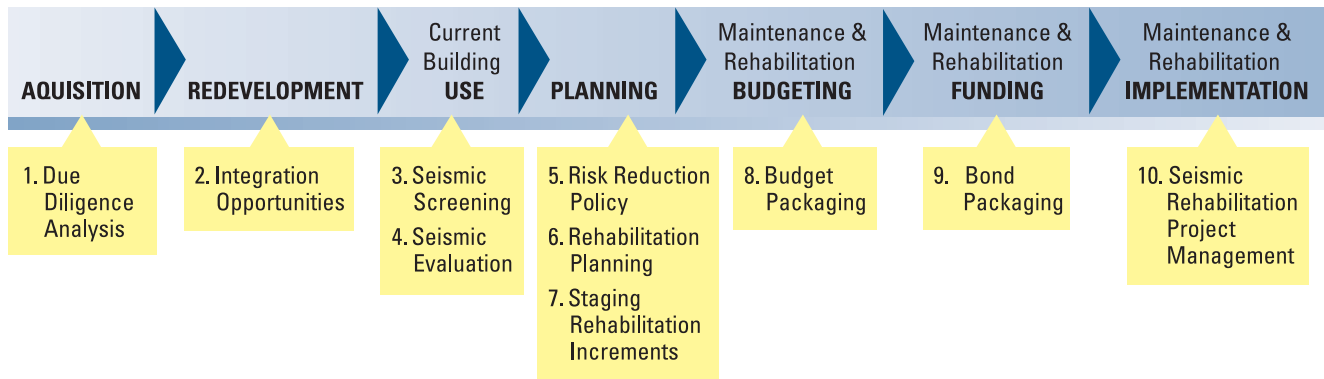 AQUISITION
REDEVELOPMENT
Current
Building
USE
PLANNING
Maintenance &
Rehabilitation
BUDGETING
Maintenance &
Rehabilitation
FUNDING
Maintenance &
Rehabilitation
IMPLEMENTATION
1. Due
Diligence
Analysis
2. Integration
Opportunities
3. Seismic
Screening
4. Seismic
Evaluation
5. Risk Reduction
Policy
6. Rehabilitation
Planning
7. Staging
Rehabilitation
Increments
8. Budget
Packaging
9. Bond
Packaging
10. Seismic
Rehabilitation
Project
Management